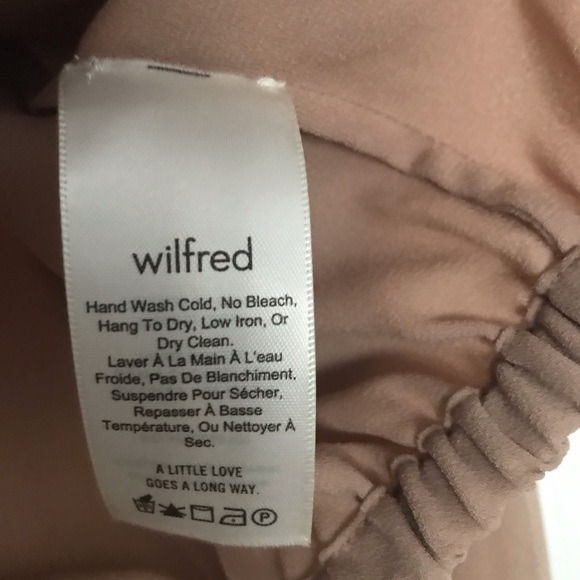 wilfred
Hand Wash Cold, No Bleach,
Hang To Dry, Low Iron, Or
Dry Clean.
Laver À La Main À L'eau
Froide, Pas De Blanchiment,
Suspendre Pour Sécher,
Repasser À Basse
Température, Ou Nettoyer À
Sec.
A LITTLE LOVE
GOES A LONG WAY.
P